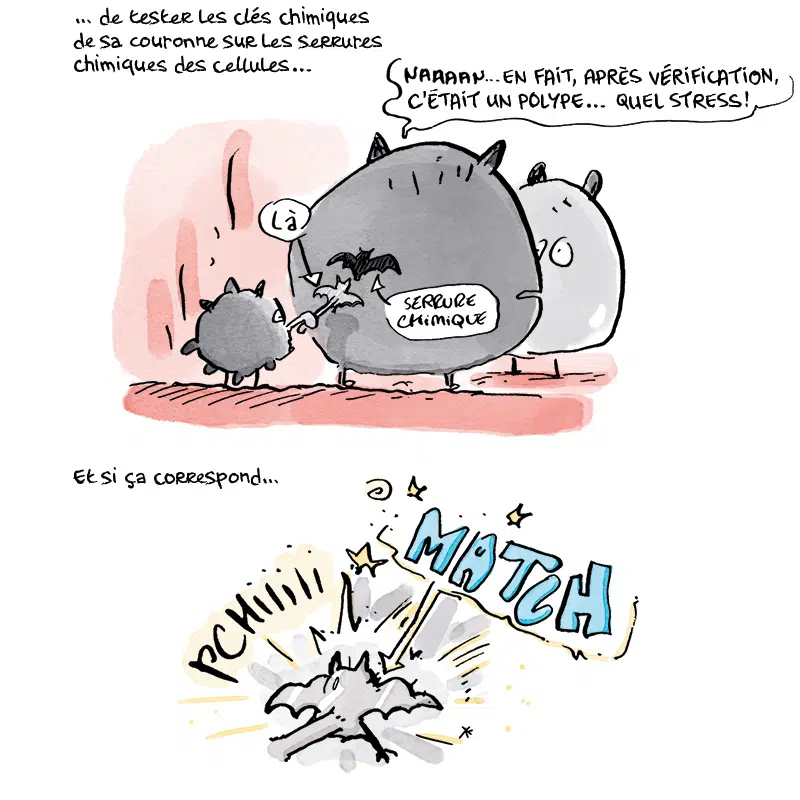 ... de tester les clés chimiques
de sa couronne sur les serrures
chimiques des cellules...
NAAAAN... EN FAIT, APRÈS VÉRIFICATION,
C'ÉTAIT UN POLYPE... QUEL STRESS!
Là
SERRURE
CHIMIQUE
Et si ça correspond...
MATCH
PCHIIIII